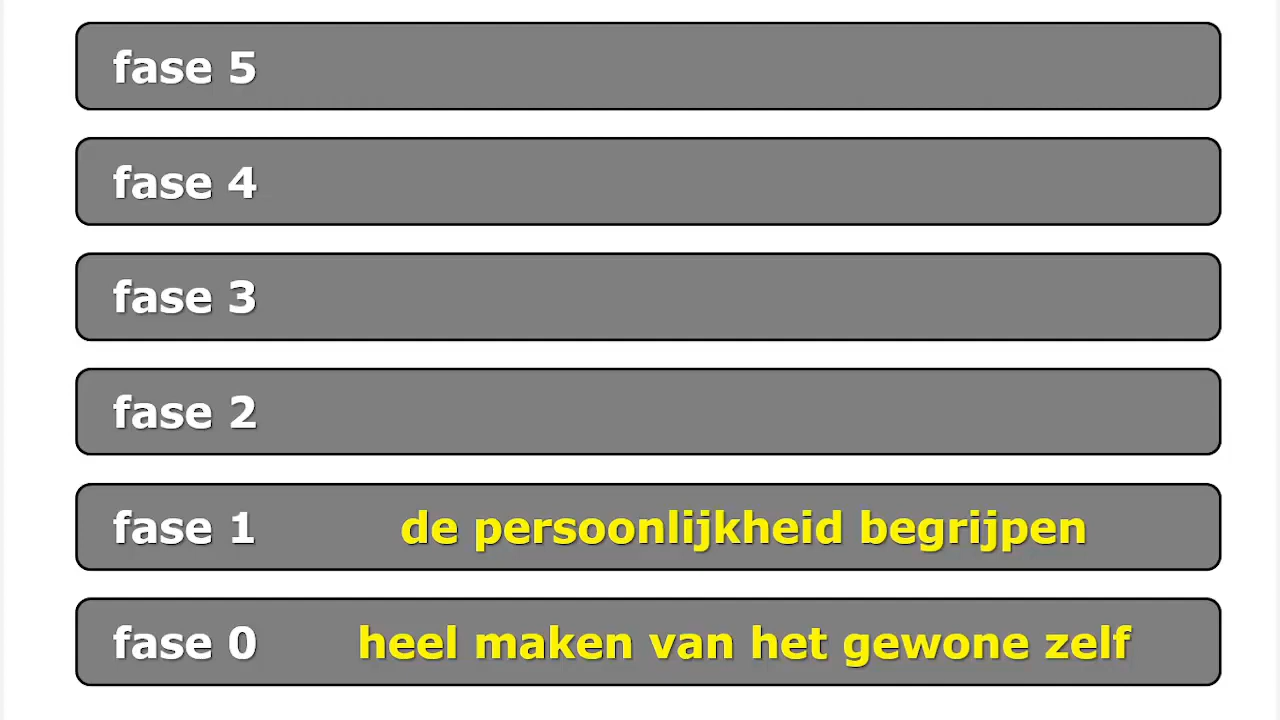 fase 5
fase 4
fase 3
fase 2
fase 1 de persoonlijkheid begrijpen
fase 0 heel maken van het gewone zelf